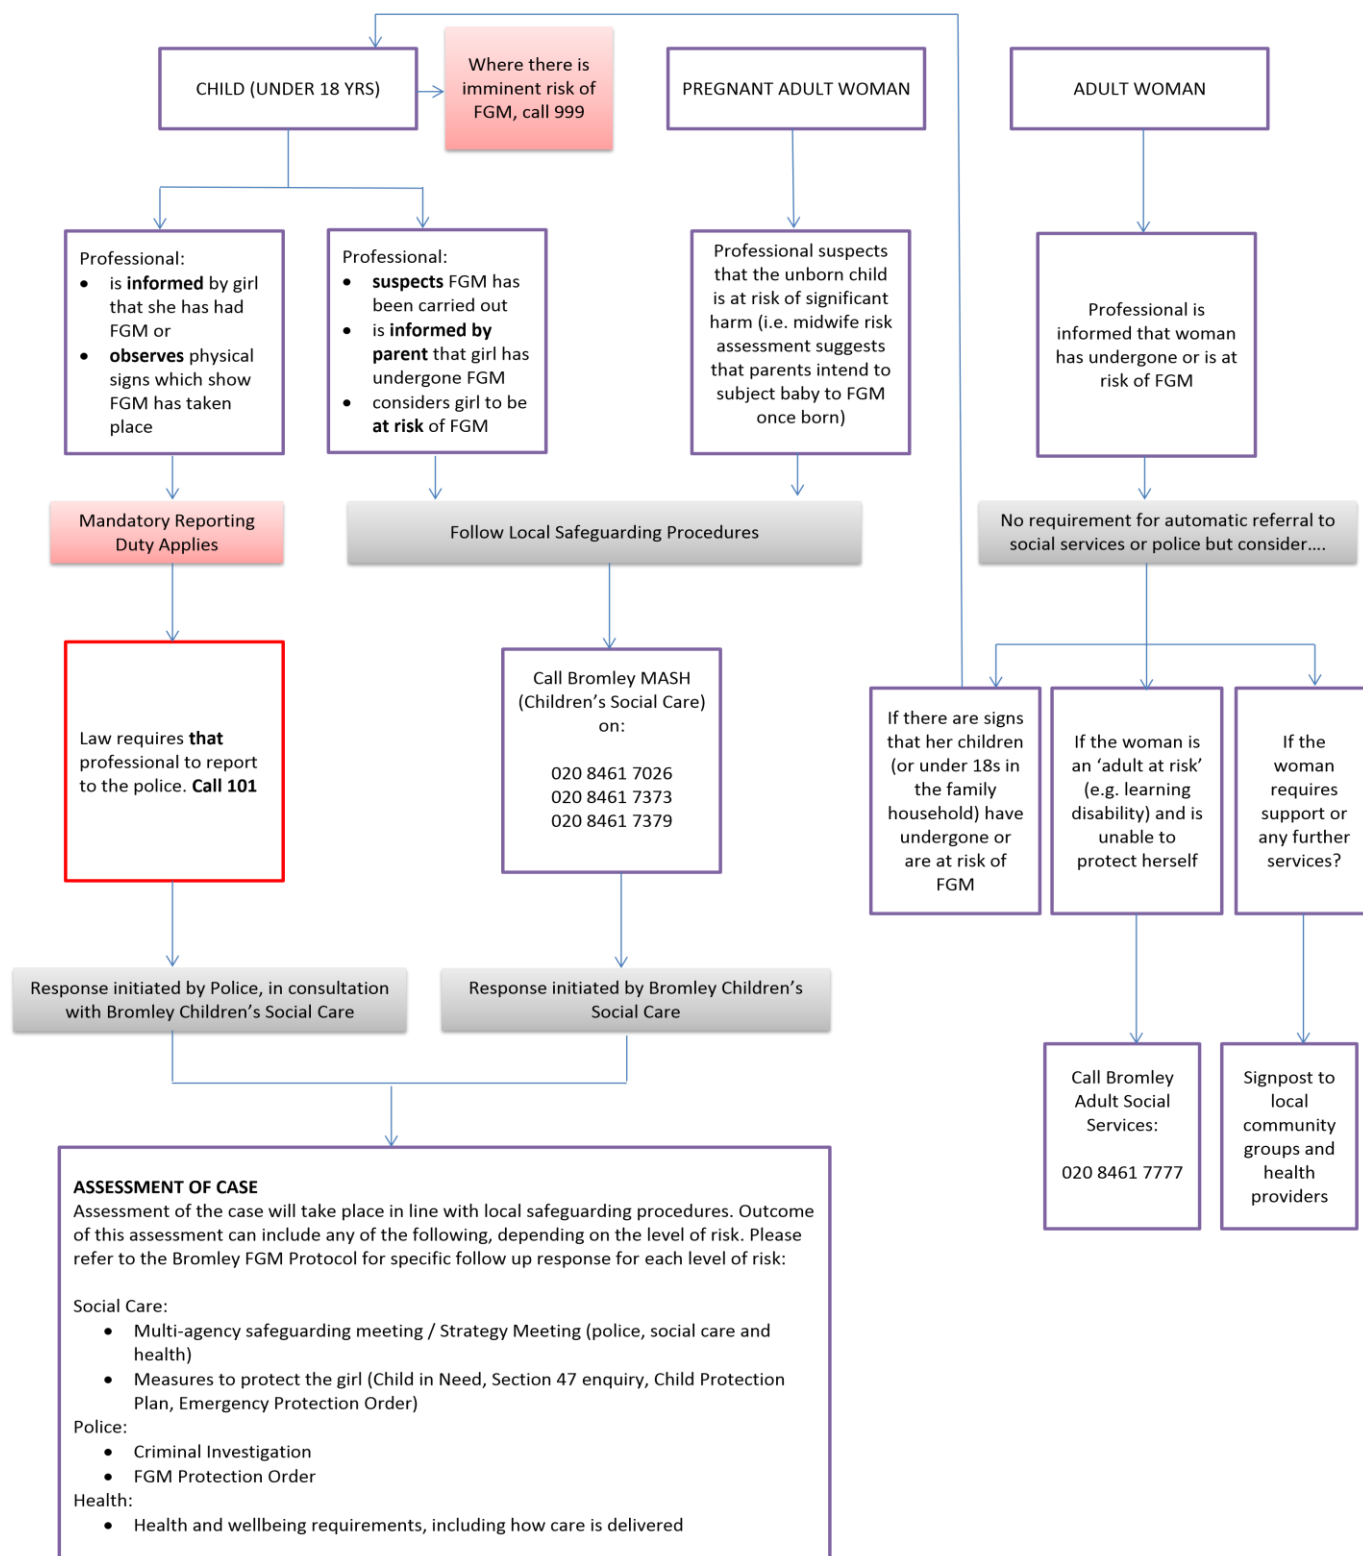 CHILD (UNDER 18 YRS)
Where there is
imminent risk of
FGM, call 999
PREGNANT ADULT WOMAN
ADULT WOMAN
Professional:
• is informed by girl
that she has had
FGM or
• observes physical
signs which show
FGM has taken
place
Professional:
• suspects FGM has
been carried out
• is informed by
parent that girl has
undergone FGM
• considers girl to be
at risk of FGM
Professional suspects
that the unborn child
is at risk of significant
harm (i.e. midwife risk
assessment suggests
that parents intend to
subject baby to FGM
once born)
Professional is
informed that woman
has undergone or is at
risk of FGM
Mandatory Reporting
Duty Applies
Follow Local Safeguarding Procedures
No requirement for automatic referral to
social services or police but consider....
Law requires that
professional to report
to the police. Call 101
Call Bromley MASH
(Children's Social Care)
on:
020 8461 7026
020 8461 7373
020 8461 7379
If there are signs
that her children
(or under 18s in
the family
household) have
undergone or
are at risk of
FGM
If the woman is
an 'adult at risk'
(e.g. learning
disability) and is
unable to
protect herself
If the
woman
requires
support or
any further
services?
Response initiated by Police, in consultation
with Bromley Children's Social Care
Response initiated by Bromley Children's
Social Care
Call Bromley
Adult Social
Services:
020 8461 7777
Signpost to
local
community
groups and
health
providers
ASSESSMENT OF CASE
Assessment of the case will take place in line with local safeguarding procedures. Outcome
of this assessment can include any of the following, depending on the level of risk. Please
refer to the Bromley FGM Protocol for specific follow up response for each level of risk:
Social Care:
• Multi-agency safeguarding meeting / Strategy Meeting (police, social care and
health)
• Measures to protect the girl (Child in Need, Section 47 enquiry, Child Protection
Plan, Emergency Protection Order)
Police:
• Criminal Investigation
• FGM Protection Order
Health:
• Health and wellbeing requirements, including how care is delivered